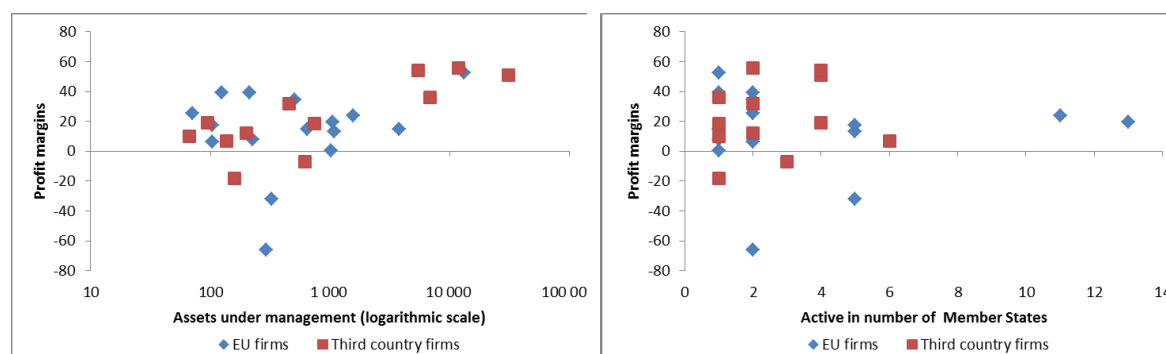 80
60
40
20
0
-20
-40
-60
-80
Profit margins
10 100 1 000 10 000 100 00
Assets under management (logarithmic scale)
EU firms Third country firms
80
60
40
20
0
-20
-40
-60
-80
Profit margins
0 2 4 6 8 10 12 14
Active in number of Member States
EU firms Third country firms